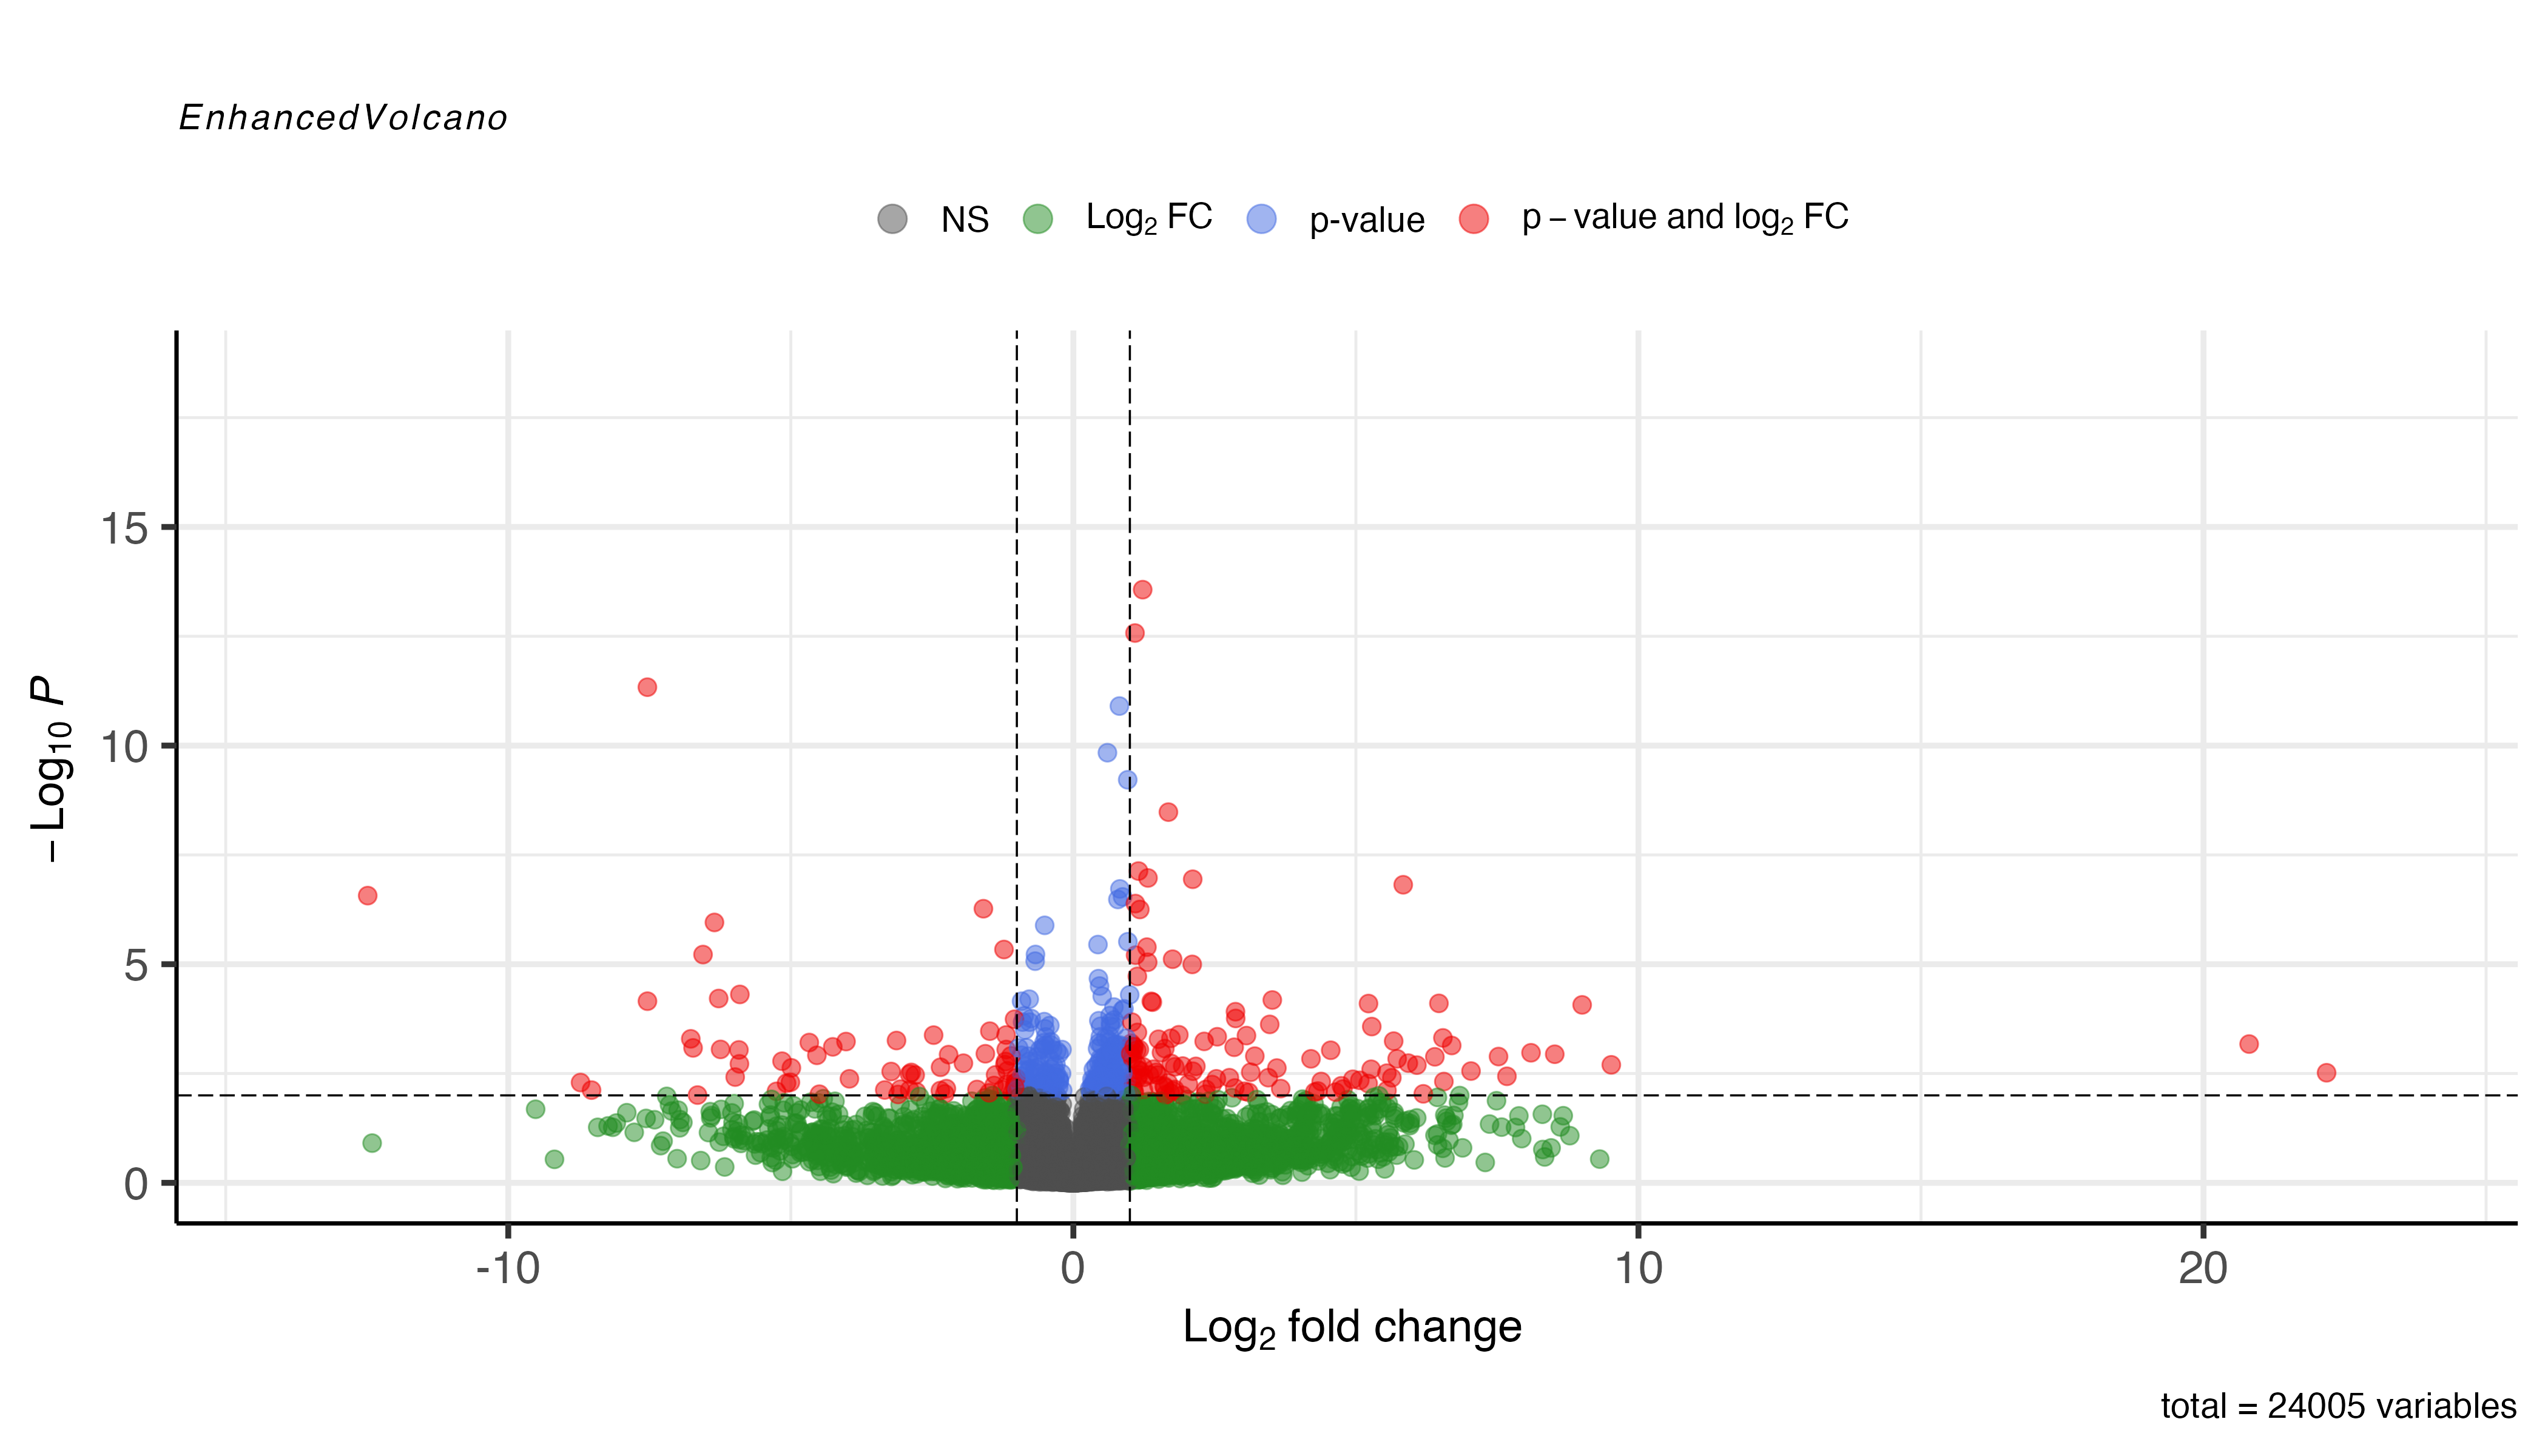 EnhancedVolcano
NS Log₂ FC p-value p − value and log₂ FC
− Log₁₀ P
15
10
5
0
-10 0 10 20
Log₂ fold change
total = 24005 variables